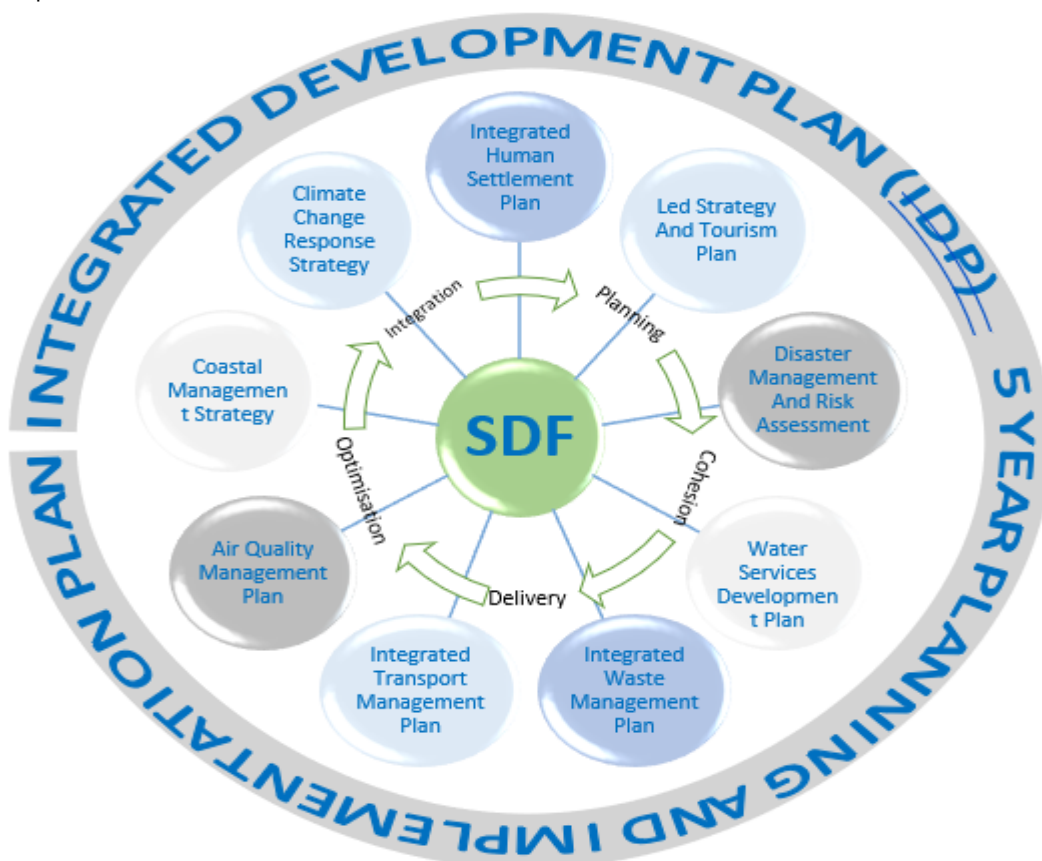 INTEGRATED DEVELOPMENT PLAN (IDP)
5 YEAR PLANNING AND IMPLEMENTATION PLAN
Integrated
Human
Settlement
Plan
Led Strategy
And Tourism
Plan
Disaster
Management
And Risk
Assessment
Water
Services
Developmen
t Plan
Integrated
Waste
Management
Plan
Integrated
Transport
Management
Plan
Air Quality
Management
Plan
Coastal
Managemen
t Strategy
Climate
Change
Response
Strategy
Integration
Planning
Cohesion
Delivery
Optimisation
SDF